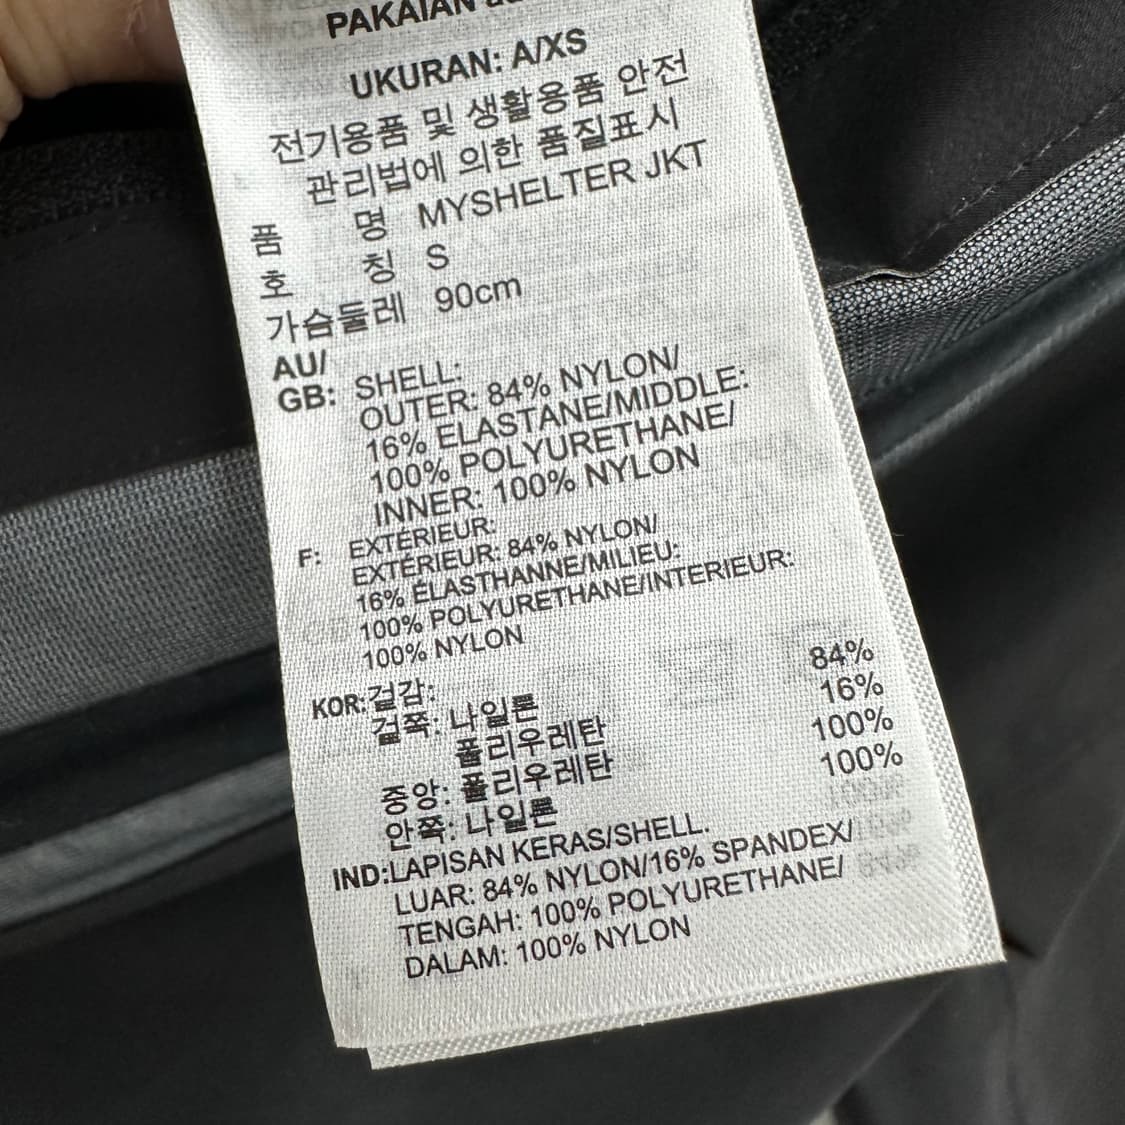 PAKAIAN
UKURAN: A/XS
전기용품 및 생활용품 안전
관리법에 의한 품질표시
품 명 MYSHELTER JKT
호 칭 S
가슴둘레 90cm
AU/
GB: SHELL:
OUTER: 84% NYLON/
16% ELASTANE/MIDDLE:
100% POLYURETHANE/
INNER: 100% NYLON
F: EXTÉRIEUR:
EXTÉRIEUR: 84% NYLON/
16% ÉLASTHANNE/MILIEU:
100% POLYURETHANE/INTERIEUR:
100% NYLON
KOR:겉감:
겉쪽: 나일론 84%
폴리우레탄 16%
중앙: 폴리우레탄 100%
안쪽: 나일론 100%
IND:LAPISAN KERAS/SHELL.
LUAR: 84% NYLON/16% SPANDEX/
TENGAH: 100% POLYURETHANE/
DALAM: 100% NYLON